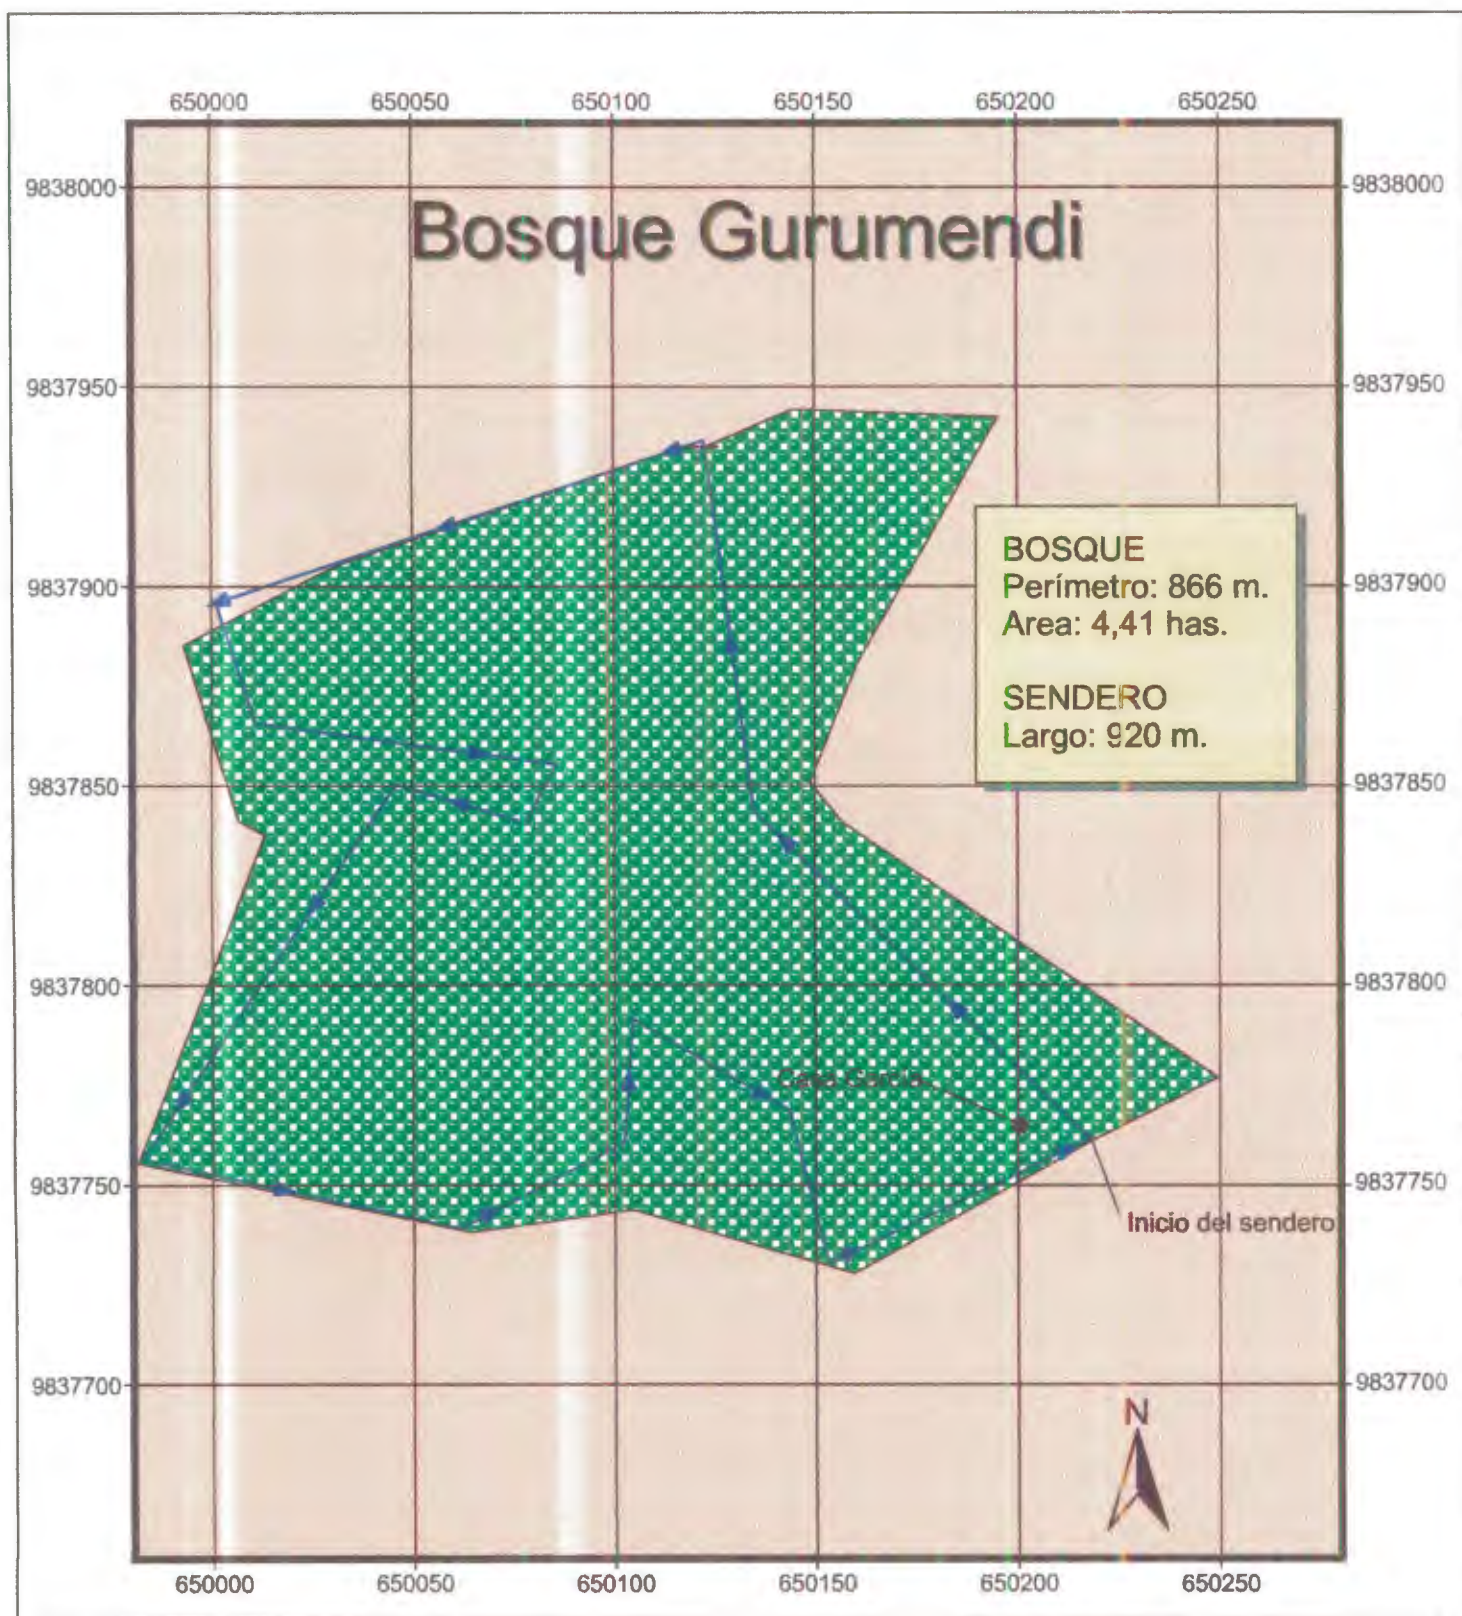 650000 650050 650100 650150 650200 650250
9838000 9838000
Bosque Gurumendi
9837950 9837950
BOSQUE
9837900 Perímetro: 866 m. 9837900
Area: 4,41 has.
SENDERO
Largo: 920 m.
9837850 9837850
9837800 9837800
Casa García
9837750 9837750
Inicio del sendero
9837700 9837700
N
650000 650050 650100 650150 650200 650250